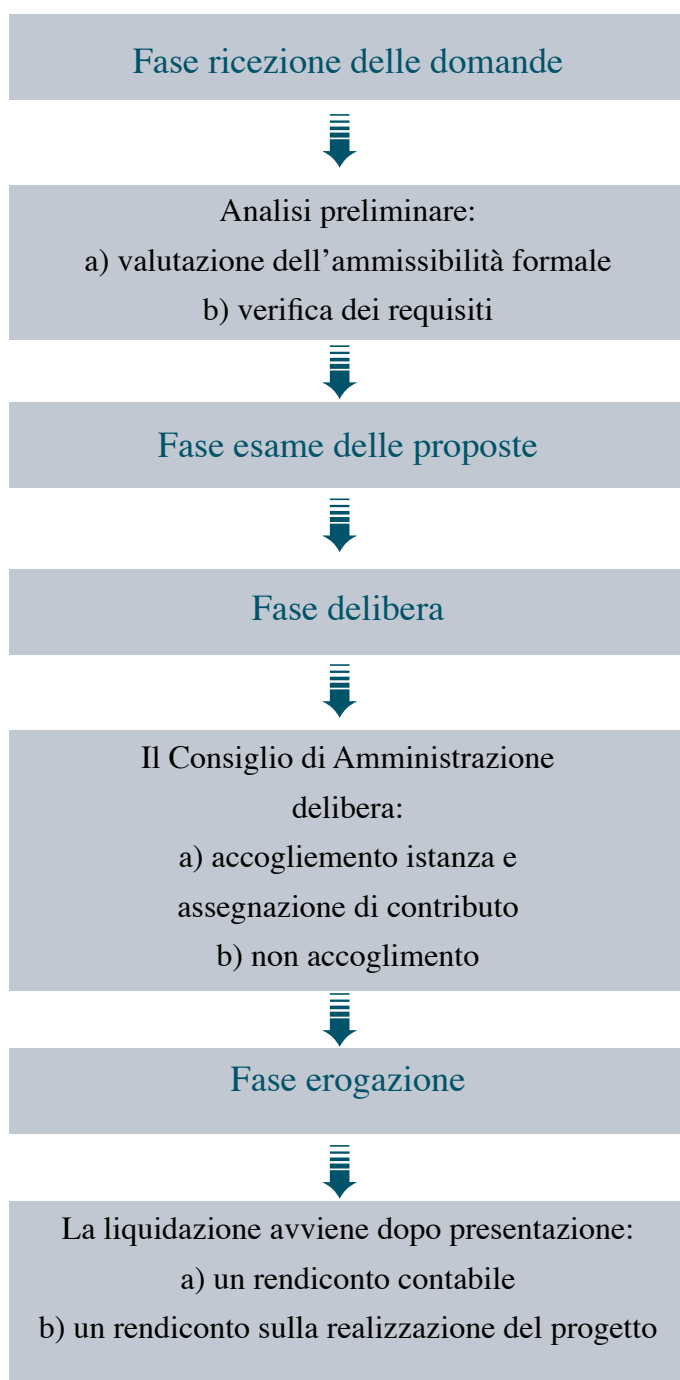 Fase ricezione delle domande
Analisi preliminare:
a) valutazione dell’ammissibilità formale
b) verifica dei requisiti
Fase esame delle proposte
Fase delibera
Il Consiglio di Amministrazione
delibera:
a) accogliemento istanza e
assegnazione di contributo
b) non accoglimento
Fase erogazione
La liquidazione avviene dopo presentazione:
a) un rendiconto contabile
b) un rendiconto sulla realizzazione del progetto